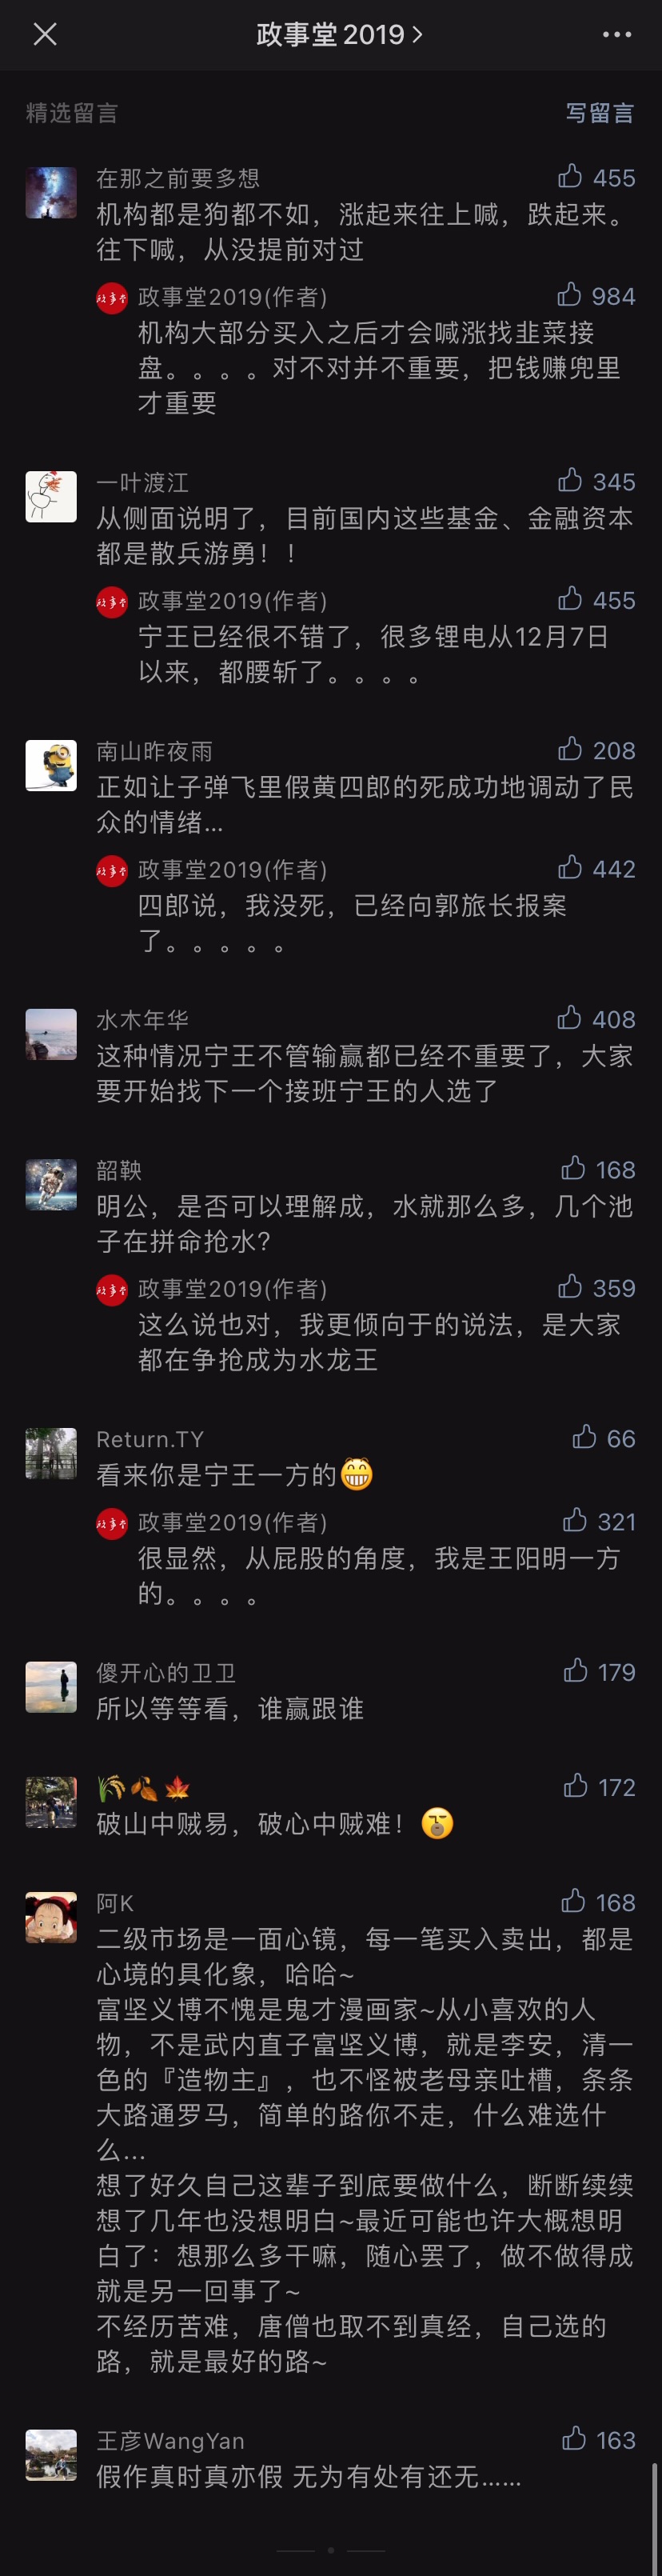 政事堂2019
精选留言
写留言
在那之前要多想
455
机构都是狗都不如，涨起来往上喊，跌起来。
往下喊，从没提前对过
政事堂2019(作者)
984
机构大部分买入之后才会喊涨找韭菜接
盘。。。。对不对并不重要，把钱赚兜里
才重要
一叶渡江
345
从侧面说明了，目前国内这些基金、金融资本
都是散兵游勇！！
政事堂2019(作者)
455
宁王已经很不错了，很多锂电从12月7日
以来，都腰斩了。。。。
南山昨夜雨
208
正如让子弹飞里假黄四郎的死成功地调动了民
众的情绪...
政事堂2019(作者)
442
四郎说，我没死，已经向郭旅长报案
了。。。。。
水木年华
408
这种情况宁王不管输赢都已经不重要了，大家
要开始找下一个接班宁王的人选了
韶鞅
168
明公，是否可以理解成，水就那么多，几个池
子在拼命抢水?
政事堂2019(作者)
359
这么说也对，我更倾向于的说法，是大家
都在争抢成为水龙王
Return.TY
66
看来你是宁王一方的😁
政事堂2019(作者)
321
很显然，从屁股的角度，我是王阳明一方
的。。。。
傻开心的卫卫
179
所以等等看，谁赢跟谁
🌾🍂🍁
172
破山中贼易，破心中贼难！
阿K
168
二级市场是一面心镜，每一笔买入卖出，都是
心境的具化象，哈哈~
富坚义博不愧是鬼才漫画家~从小喜欢的人
物，不是武内直子富坚义博，就是李安，清一
色的『造物主』，也不怪被老母亲吐槽，条条
大路通罗马，简单的路你不走，什么难选什
么...
想了好久自己这辈子到底要做什么，断断续续
想了几年也没想明白~最近可能也许大概想明
白了：想那么多干嘛，随心罢了，做不做得成
就是另一回事了~
不经历苦难，唐僧也取不到真经，自己选的
路，就是最好的路~
王彦WangYan
163
假作真时真亦假 无为有处有还无……